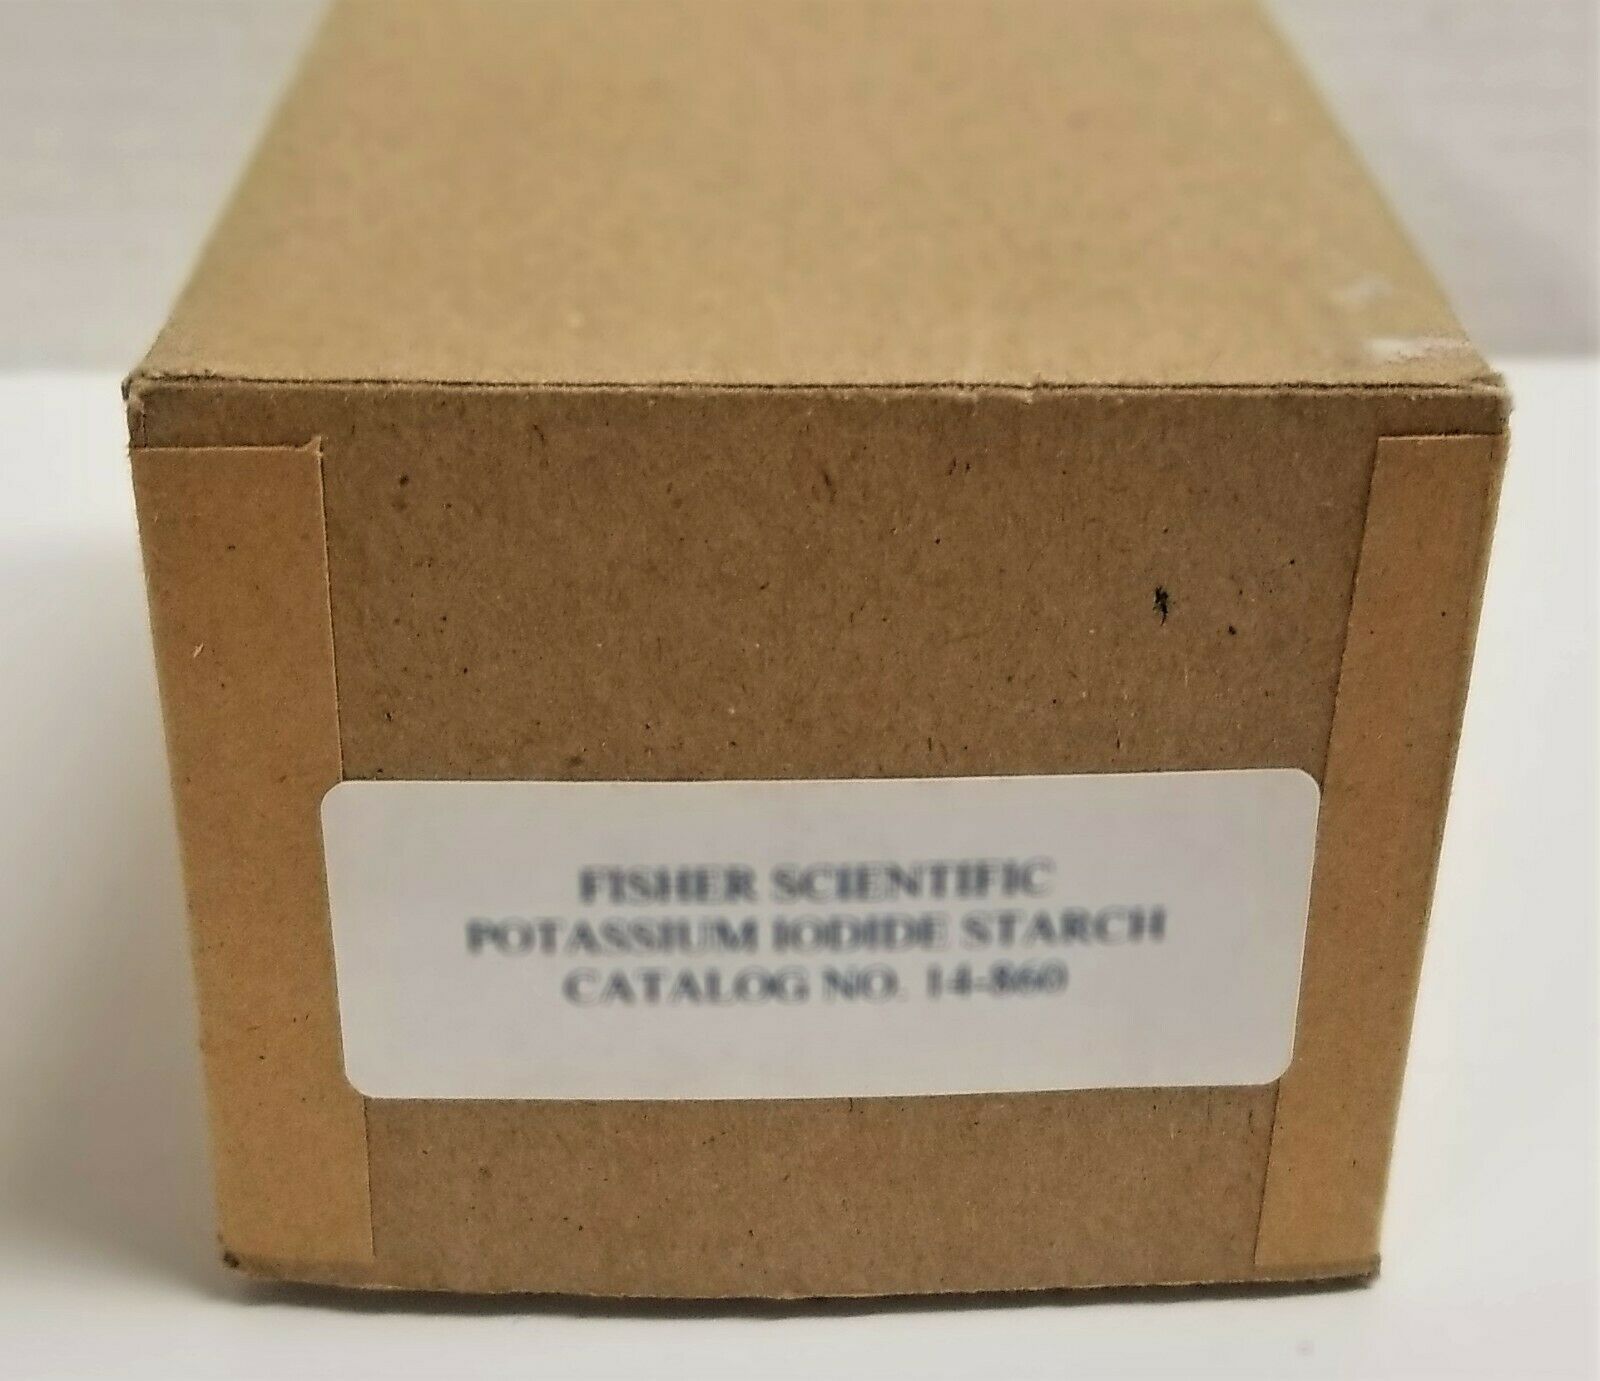 FISHER SCIENTIFIC
POTASSIUM IODIDE STARCH
CATALOG NO. 14-860